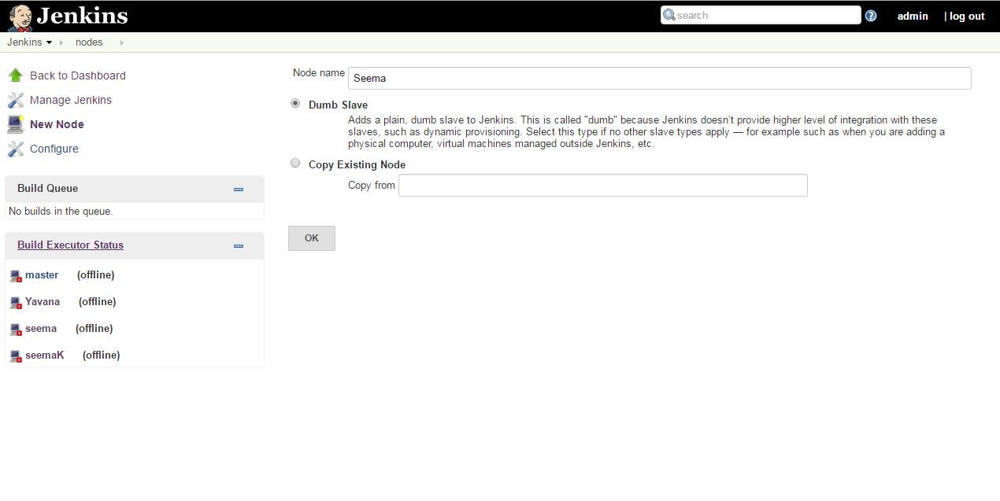 Jenkins
search
admin
| log out
Jenkins
nodes
Back to Dashboard
Manage Jenkins
New Node
Configure
Build Queue
No builds in the queue.
Build Executor Status
master (offline)
Yavana (offline)
seema (offline)
seemaK (offline)
Node name Seema
Dumb Slave
Adds a plain, dumb slave to Jenkins. This is called "dumb" because Jenkins doesn't provide higher level of integration with these
slaves, such as dynamic provisioning. Select this type if no other slave types apply — for example such as when you are adding a
physical computer, virtual machines managed outside Jenkins, etc.
Copy Existing Node
Copy from
OK